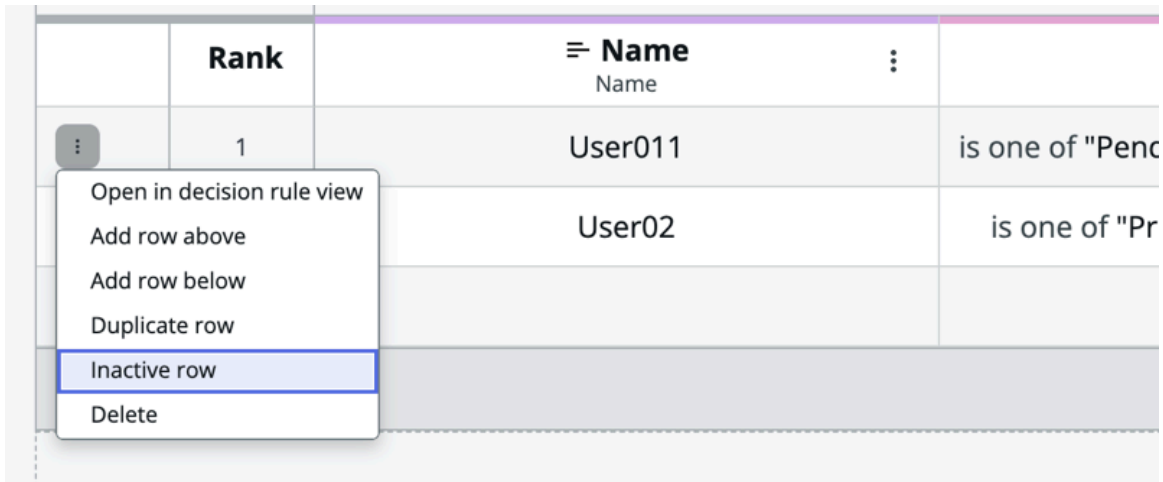 Rank
Name
Name
1
User011
is one of "Pend
Open in decision rule view
Add row above
User02
is one of "Pr
Add row below
Duplicate row
Inactive row
Delete